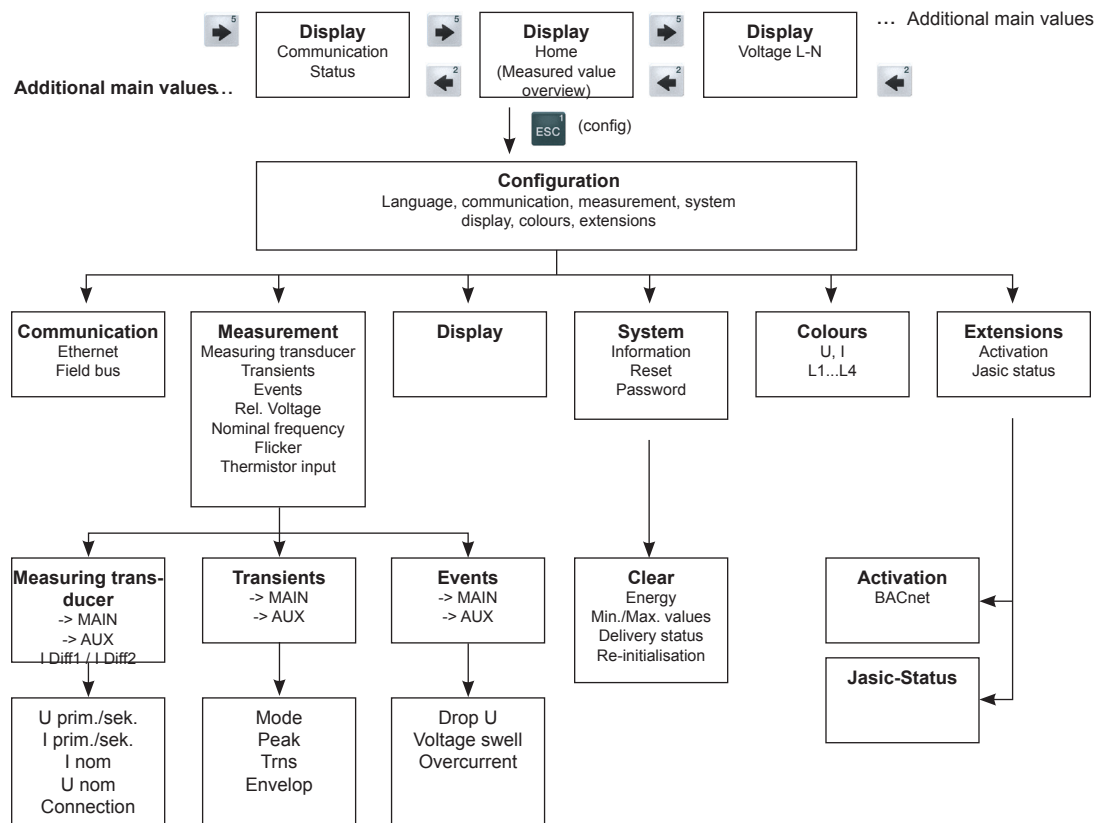 5
Display
Communication
Status
5
Display
Home
(Measured value
overview)
5
Display
Voltage L-N
... Additional main values
Additional main values...
2
2
2
ESC 1
(config)
Configuration
Language, communication, measurement, system
display, colours, extensions
Communication
Ethernet
Field bus
Measurement
Measuring transducer
Transients
Events
Rel. Voltage
Nominal frequency
Flicker
Thermistor input
Display
System
Information
Reset
Password
Colours
U, I
L1...L4
Extensions
Activation
Jasic status
Measuring trans-
ducer
-> MAIN
-> AUX
I Diff1 / I Diff2
Transients
-> MAIN
-> AUX
Events
-> MAIN
-> AUX
Clear
Energy
Min./Max. values
Delivery status
Re-initialisation
Activation
BACnet
Jasic-Status
U prim./sek.
I prim./sek.
I nom
U nom
Connection
Mode
Peak
Trns
Envelop
Drop U
Voltage swell
Overcurrent